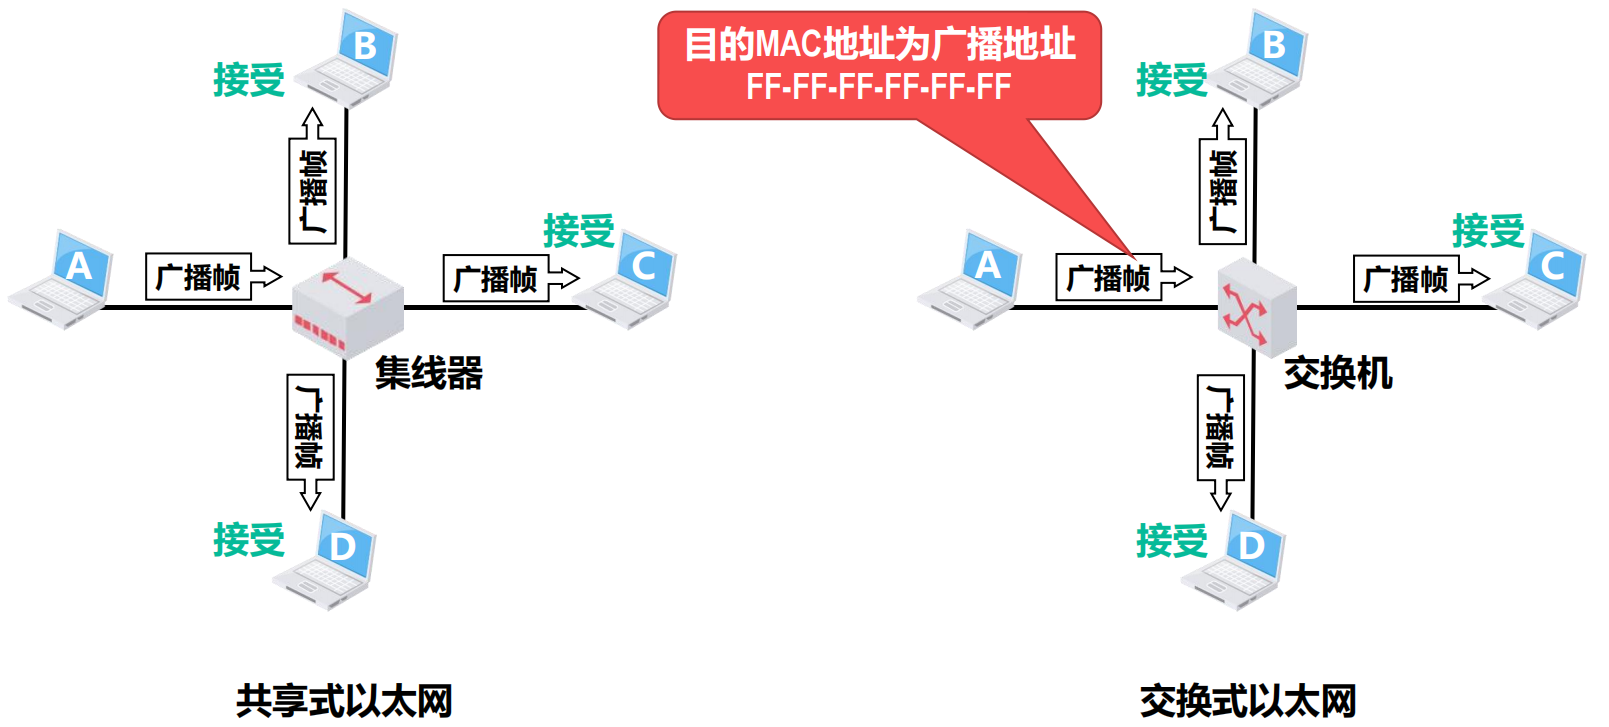 B
接受
广播帧
A
广播帧
接受
C
广播帧
集线器
广播帧
接受
D
共享式以太网
目的MAC地址为广播地址
FF-FF-FF-FF-FF-FF
B
接受
广播帧
A
广播帧
接受
C
广播帧
交换机
广播帧
接受
D
交换式以太网